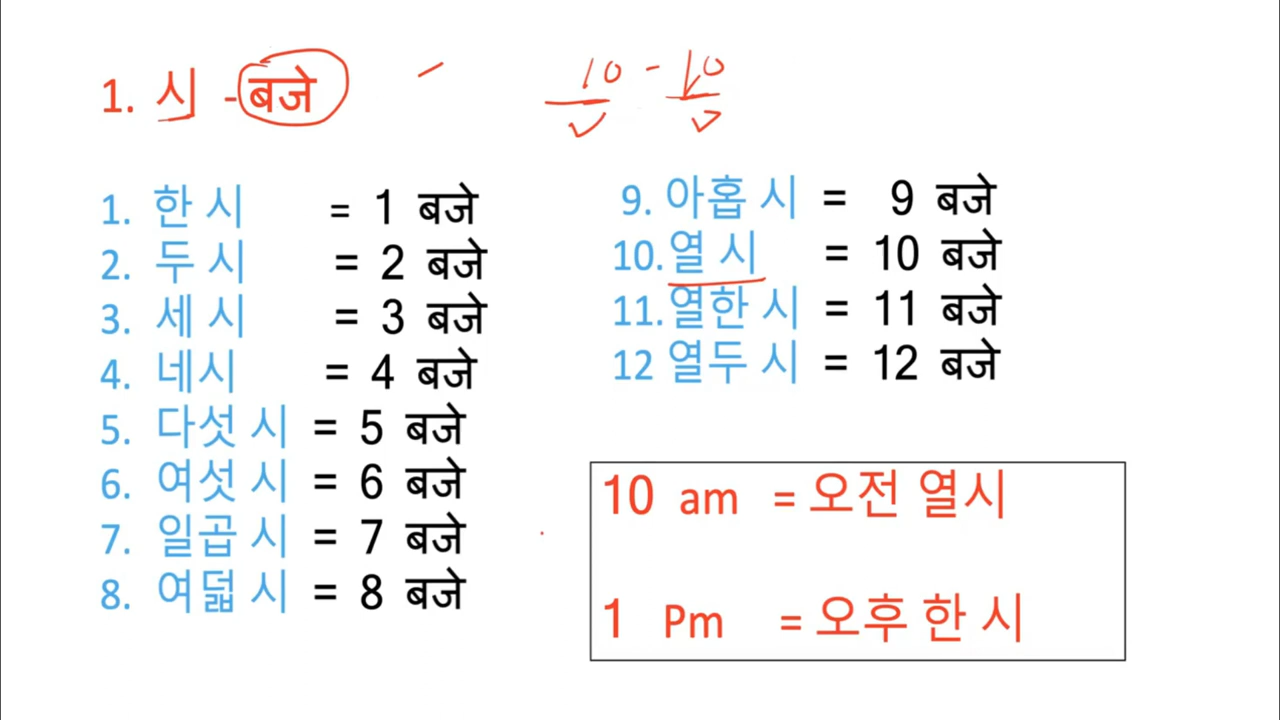 1. 시 - बजे
10 - 10
1. 한 시 = 1 बजे
2. 두 시 = 2 बजे
3. 세 시 = 3 बजे
4. 네시 = 4 बजे
5. 다섯 시 = 5 बजे
6. 여섯 시 = 6 बजे
7. 일곱 시 = 7 बजे
8. 여덟 시 = 8 बजे
9. 아홉 시 = 9 बजे
10. 열 시 = 10 बजे
11. 열한 시 = 11 बजे
12 열두 시 = 12 बजे
10 am = 오전 열시
1 Pm = 오후 한 시